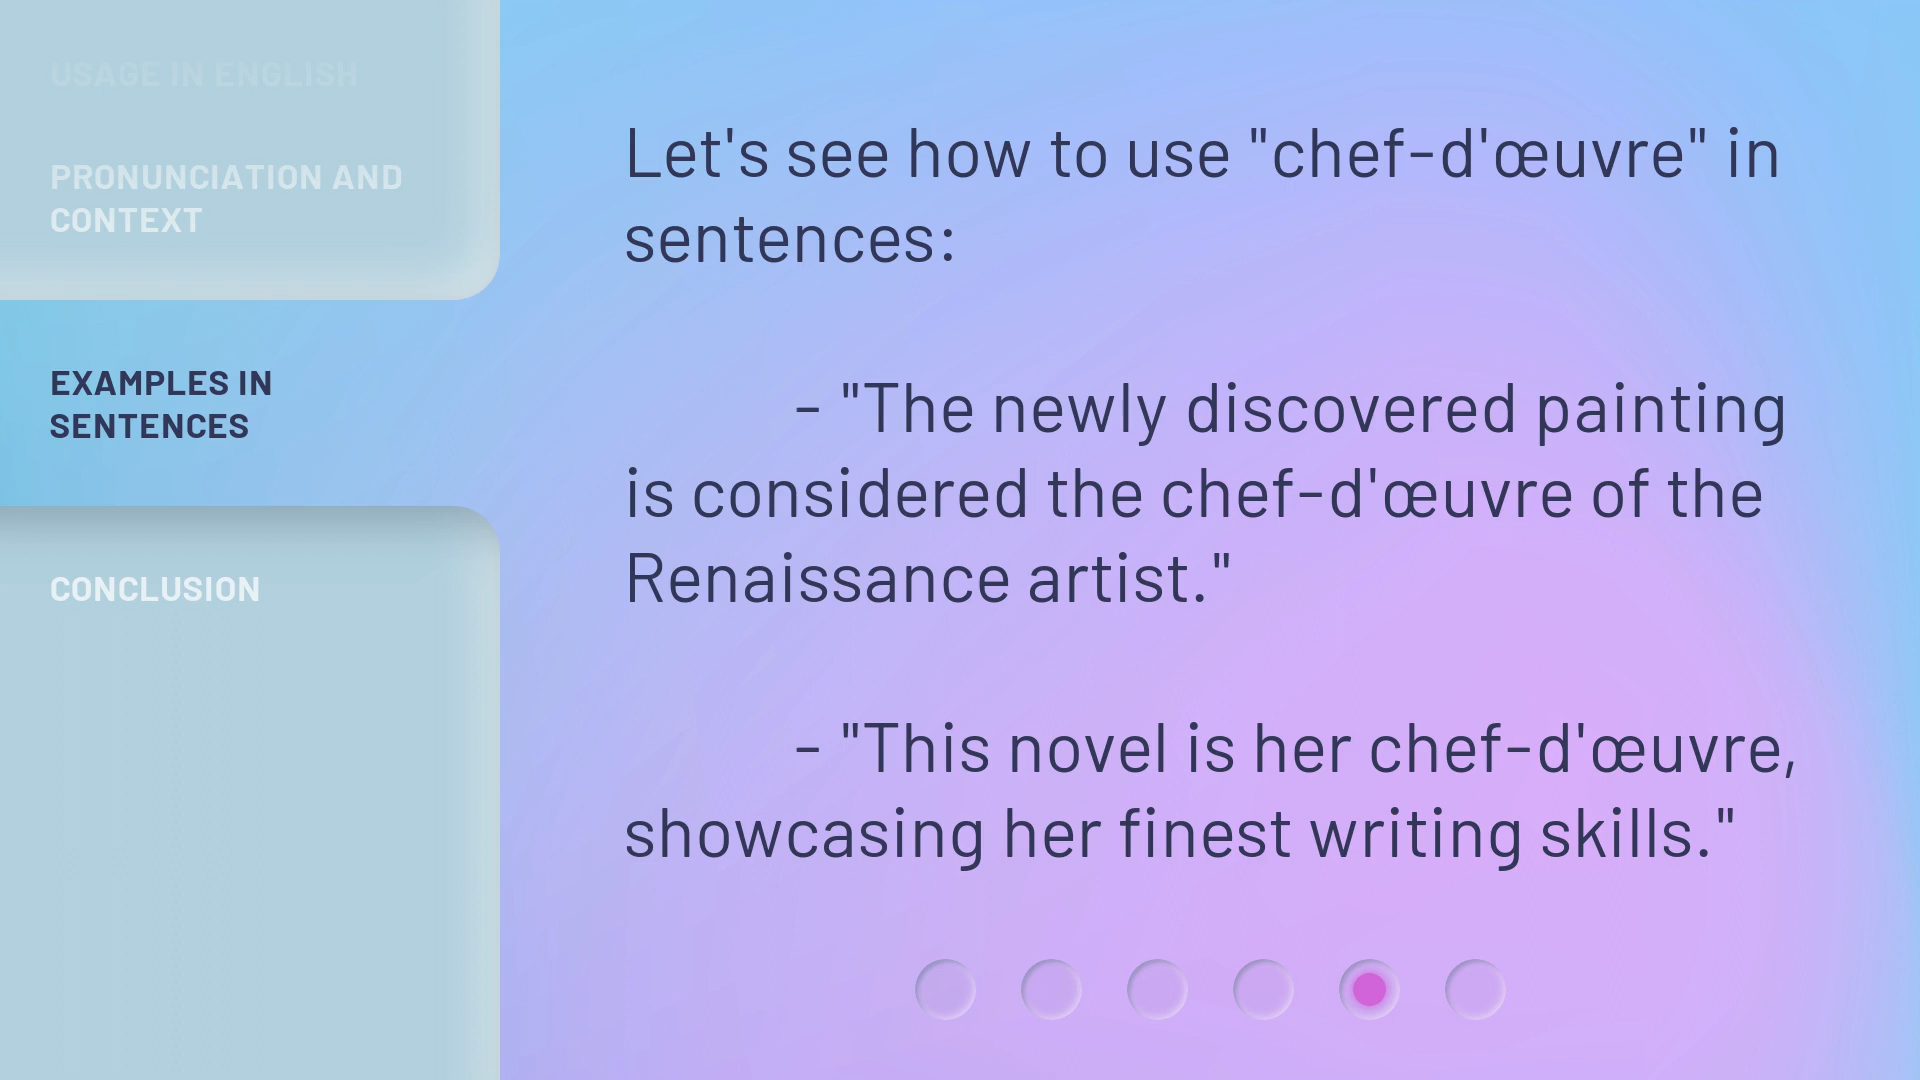 USAGE IN ENGLISH
PRONUNCIATION AND
CONTEXT
EXAMPLES IN
SENTENCES
CONCLUSION
Let's see how to use "chef-d'œuvre" in
sentences:
- "The newly discovered painting
is considered the chef-d'œuvre of the
Renaissance artist."
- "This novel is her chef-d'œuvre,
showcasing her finest writing skills."